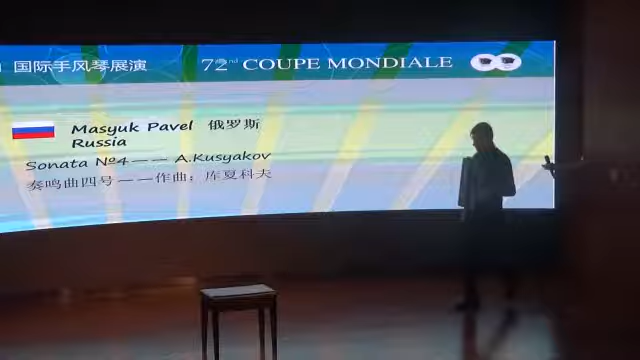 国际手风琴展演
72nd COUPE MONDIALE
Masyuk Pavel 俄罗斯
Russia
Sonata №4—— A.Kusyakov
奏鸣曲四号——作曲：库夏科夫